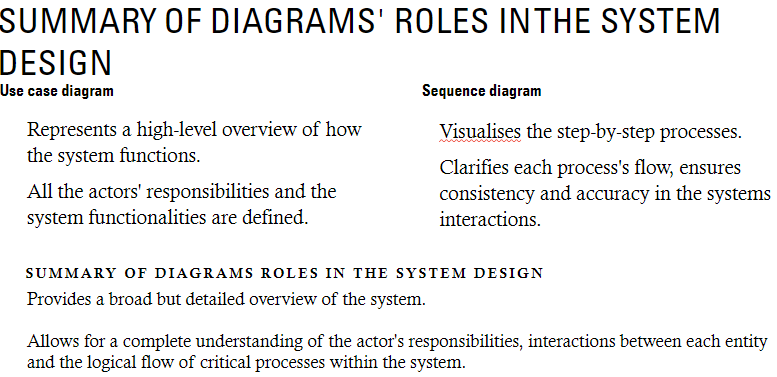 SUMMARY OF DIAGRAMS' ROLES IN THE SYSTEM
DESIGN
Use case diagram
Represents a high-level overview of how
the system functions.
All the actors' responsibilities and the
system functionalities are defined.
Sequence diagram
Visualises the step-by-step processes.
Clarifies each process's flow, ensures
consistency and accuracy in the systems
interactions.
SUMMARY OF DIAGRAMS ROLES IN THE SYSTEM DESIGN
Provides a broad but detailed overview of the system.
Allows for a complete understanding of the actor's responsibilities, interactions between each entity
and the logical flow of critical processes within the system.